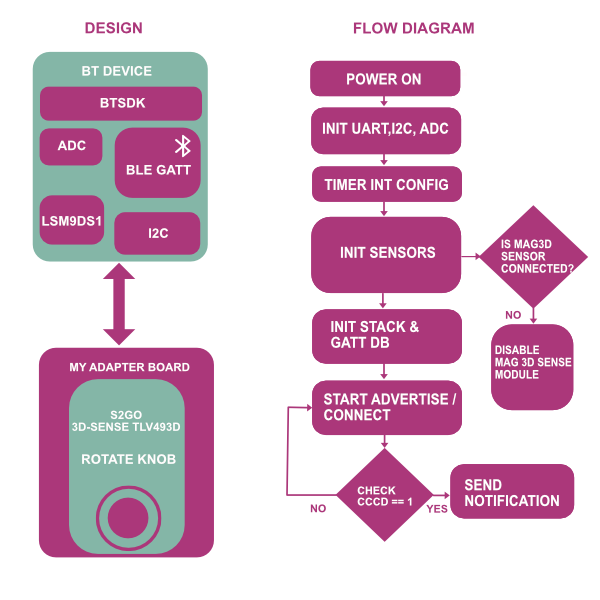 DESIGN
BT DEVICE
BTSDK
ADC
BLE GATT
LSM9DS1
I2C
MY ADAPTER BOARD
S2GO
3D-SENSE TLV493D
ROTATE KNOB
FLOW DIAGRAM
POWER ON
INIT UART,I2C, ADC
TIMER INT CONFIG
INIT SENSORS
IS MAG3D
SENSOR
CONNECTED?
NO
DISABLE
MAG 3D SENSE
MODULE
INIT STACK &
GATT DB
START ADVERTISE /
CONNECT
CHECK
CCCD == 1
NO
YES
SEND
NOTIFICATION